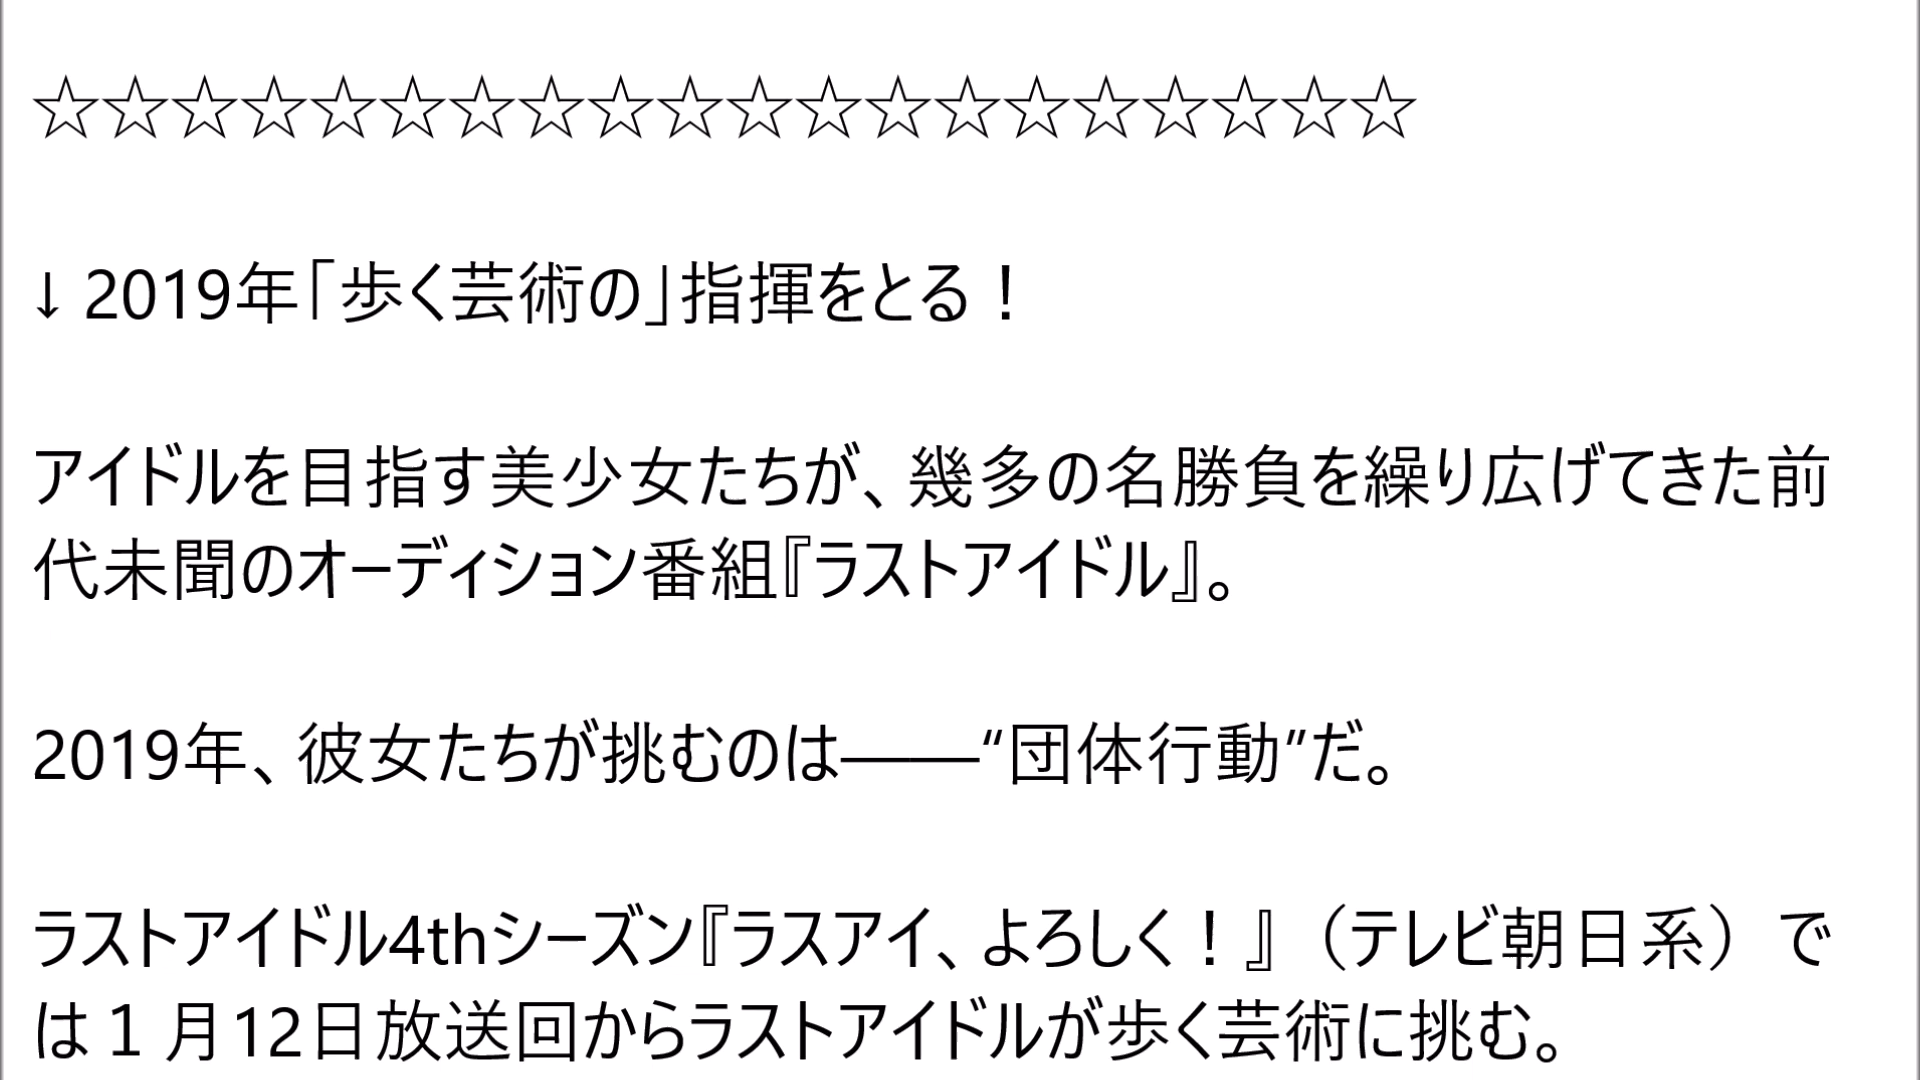 ☆☆☆☆☆☆☆☆☆☆☆☆☆☆☆☆☆☆☆☆
↓ 2019年「歩く芸術の」指揮をとる！
アイドルを目指す美少女たちが、幾多の名勝負を繰り広げてきた前
代未聞のオーディション番組『ラストアイドル』。
2019年、彼女たちが挑むのは――“団体行動”だ。
ラストアイドル4thシーズン『ラスアイ、よろしく！』（テレビ朝日系）で
は１月12日放送回からラストアイドルが歩く芸術に挑む。